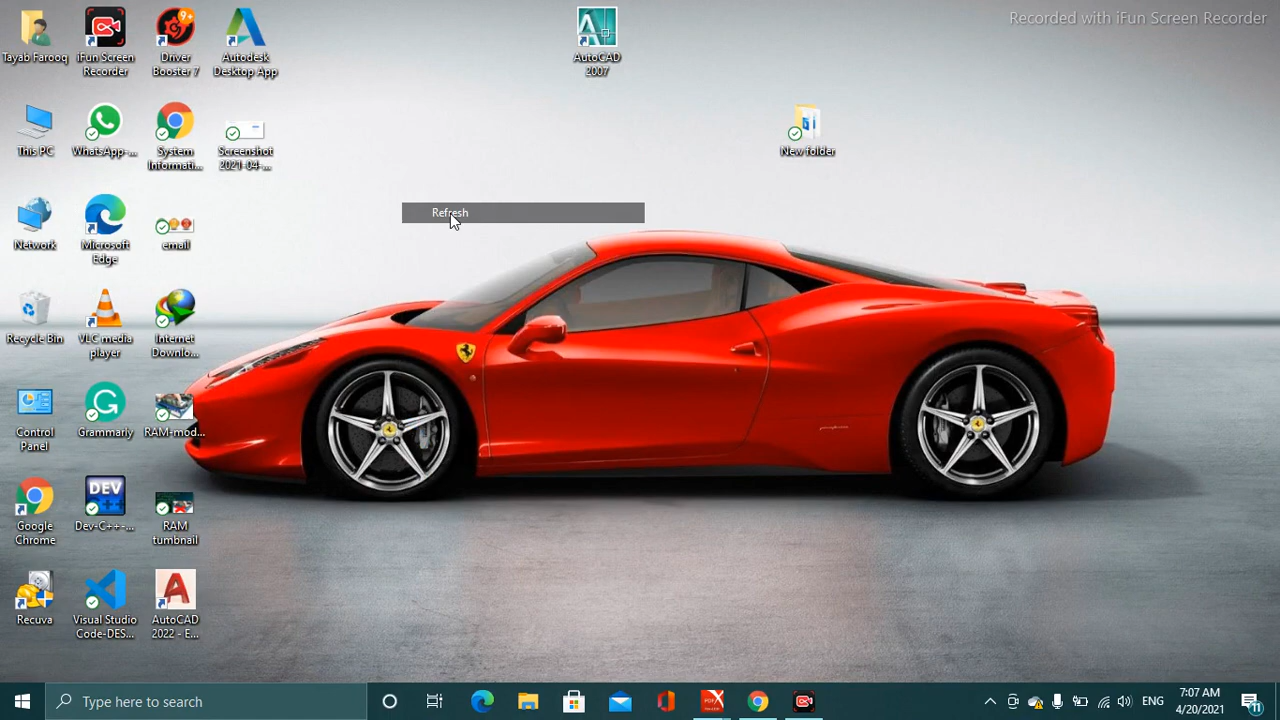 Recorded with iFun Screen Recorder
Tayab Farooq
iFun Screen
Recorder
Driver
Booster 7
Autodesk
Desktop App
AutoCAD
2007
This PC
WhatsApp-...
System
Informati...
Screenshot
2021-04-...
New folder
Refresh
Network
Microsoft
Edge
email
Recycle Bin
VLC media
player
Internet
Downlo...
Control
Panel
Grammarly
RAM-mod...
Google
Chrome
DEV
Dev-C++-...
RAM
tumbnail
Recuva
Visual Studio
Code-DES...
AutoCAD
2022 - E...
Type here to search
ENG
7:07 AM
4/20/2021
11